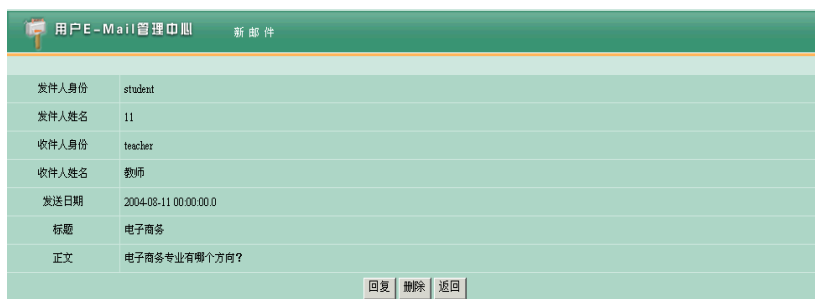 用户E-Mail管理中心 新邮件
发件人身份 student
发件人姓名 11
收件人身份 teacher
收件人姓名 教师
发送日期 2004-08-11 00:00:00.0
标题 电子商务
正文 电子商务专业有哪个方向?
回复 删除 返回